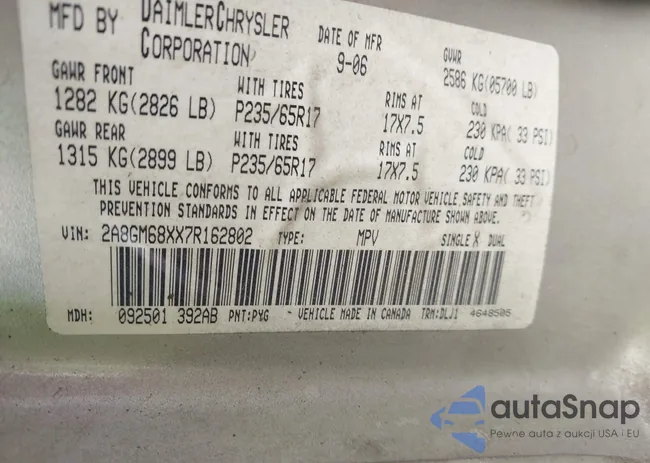 MFD BY DAIMLERCHRYSLER CORPORATION DATE OF MFR 9-06 GVWR 2586 KG(05700 LB)
GAWR FRONT WITH TIRES RIMS AT COLD
1282 KG(2826 LB) P235/65R17 17X7.5 230 KPA( 33 PSI)
GAWR REAR WITH TIRES RIMS AT COLD
1315 KG(2899 LB) P235/65R17 17X7.5 230 KPA( 33 PSI)
THIS VEHICLE CONFORMS TO ALL APPLICABLE FEDERAL MOTOR VEHICLE SAFETY AND THEFT
PREVENTION STANDARDS IN EFFECT ON THE DATE OF MANUFACTURE SHOWN ABOVE.
VIN: 2A8GM68XX7R162802 TYPE: MPV SINGLE X DUAL
MDH: 092501 392AB PNT:PYG - VEHICLE MADE IN CANADA TRM:DLJ1 4648505
autaSnap
Pewne auta z aukcji USA i EU